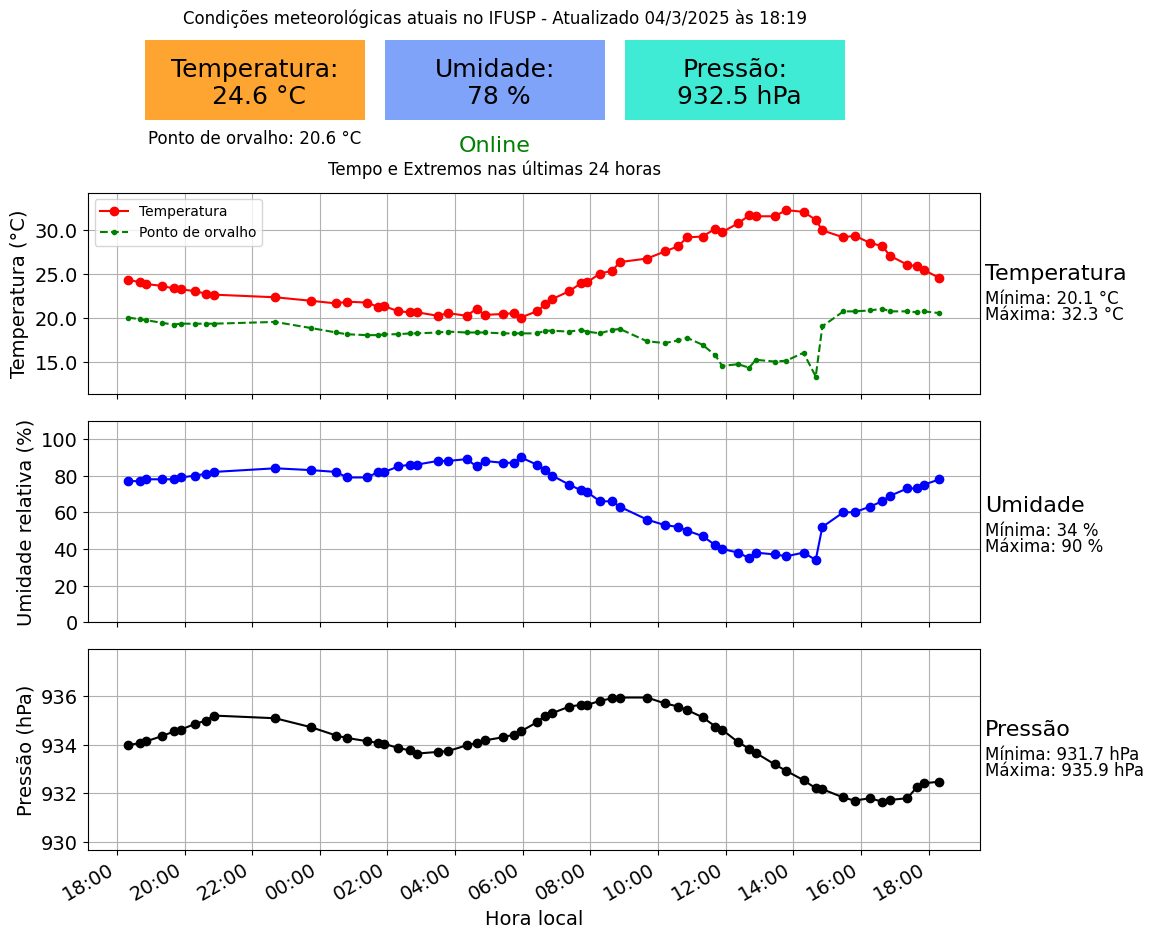 Condições meteorológicas atuais no IFUSP - Atualizado 04/3/2025 às 18:19
Temperatura:
24.6 °C
Umidade:
78 %
Pressão:
932.5 hPa
Ponto de orvalho: 20.6 °C
Online
Tempo e Extremos nas últimas 24 horas
Temperatura (°C)
30.0
25.0
20.0
15.0
Temperatura
Ponto de orvalho
Temperatura
Mínima: 20.1 °C
Máxima: 32.3 °C
Umidade relativa (%)
100
80
60
40
20
0
Umidade
Mínima: 34 %
Máxima: 90 %
Pressão (hPa)
936
934
932
930
Pressão
Mínima: 931.7 hPa
Máxima: 935.9 hPa
18:00 20:00 22:00 00:00 02:00 04:00 06:00 08:00 10:00 12:00 14:00 16:00 18:00
Hora local